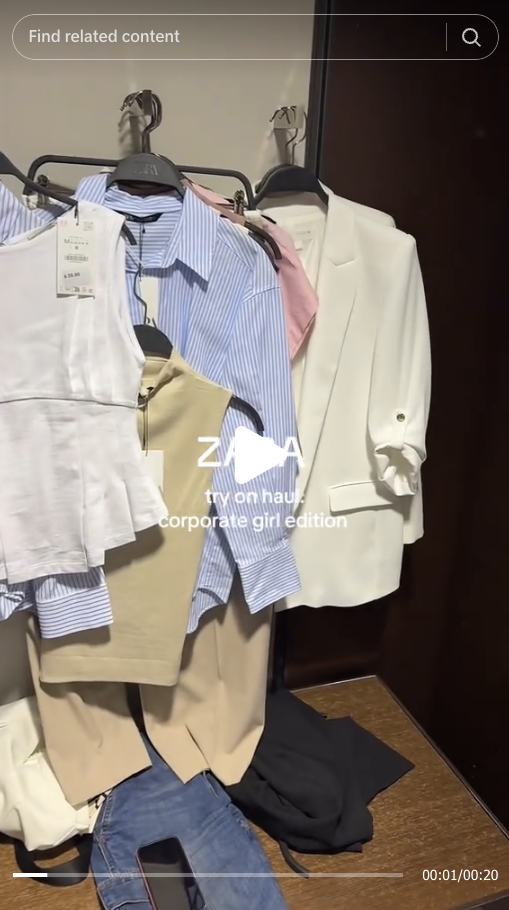 Find related content
ZARA
try on haul:
corporate girl edition
00:01/00:20